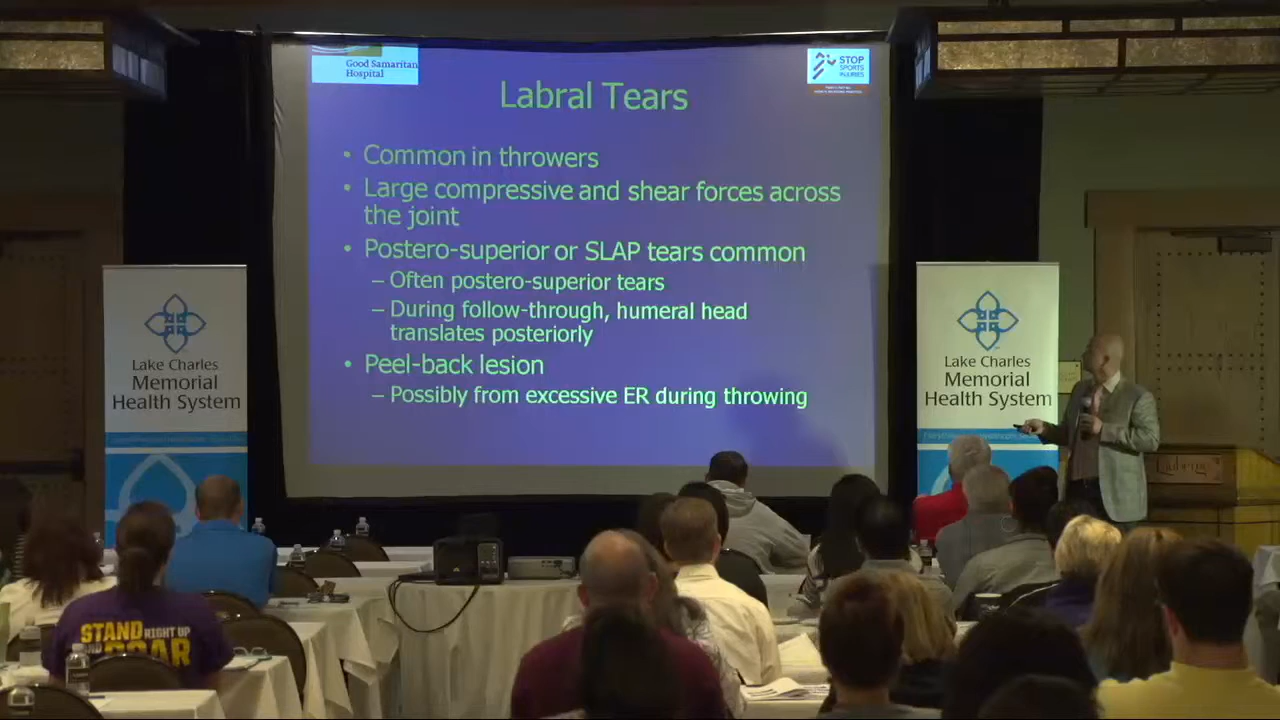 Good Samaritan
Hospital
STOP
SPORTS
INJURIES
Labral Tears
• Common in throwers
• Large compressive and shear forces across
the joint
• Postero-superior or SLAP tears common
– Often postero-superior tears
– During follow-through, humeral head
translates posteriorly
• Peel-back lesion
– Possibly from excessive ER during throwing
Lake Charles
Memorial
Health System
Lake Charles
Memorial
Health System
STAND RIGHT UP
AND ROAR